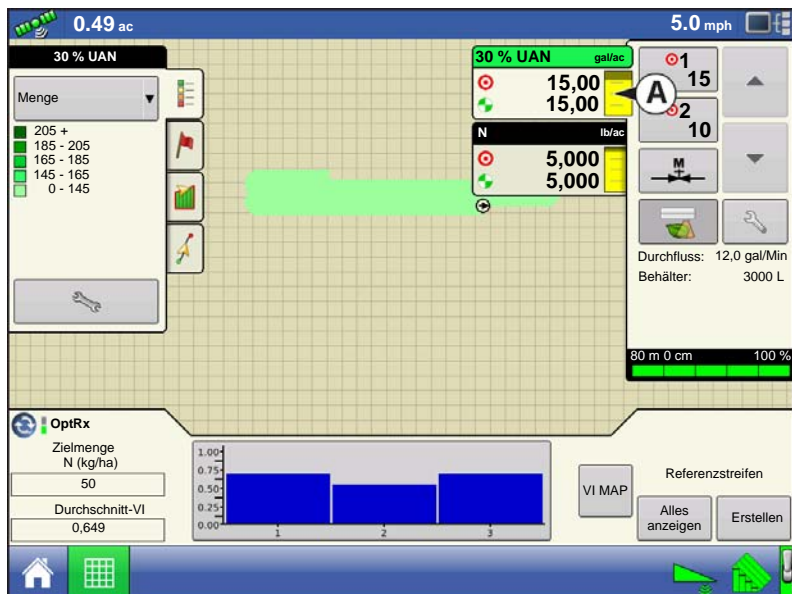 0.49 ac
5.0 mph
30 % UAN
Menge
205 +
185 - 205
165 - 185
145 - 165
0 - 145
30 % UAN gal/ac
15,00
15,00
A
N lb/ac
5,000
5,000
1
15
2
10
M
Durchfluss: 12,0 gal/Min
Behälter: 3000 L
80 m 0 cm 100 %
OptRx
Zielmenge
N (kg/ha)
50
Durchschnitt-VI
0,649
1.00
0.75
0.50
0.25
0.00
1 2 3
VI MAP
Referenzstreifen
Alles
anzeigen
Erstellen